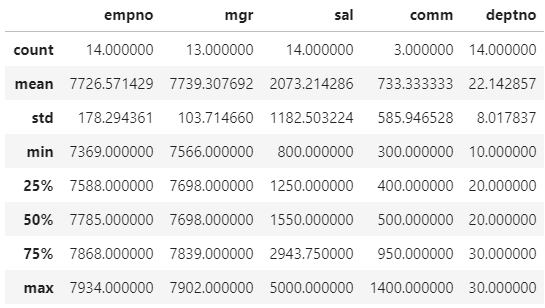 empno mgr sal comm deptno
count 14.000000 13.000000 14.000000 3.000000 14.000000
mean 7726.571429 7739.307692 2073.214286 733.333333 22.142857
std 178.294361 103.714660 1182.503224 585.946528 8.017837
min 7369.000000 7566.000000 800.000000 300.000000 10.000000
25% 7588.000000 7698.000000 1250.000000 400.000000 20.000000
50% 7785.000000 7698.000000 1550.000000 500.000000 20.000000
75% 7868.000000 7839.000000 2943.750000 950.000000 30.000000
max 7934.000000 7902.000000 5000.000000 1400.000000 30.000000